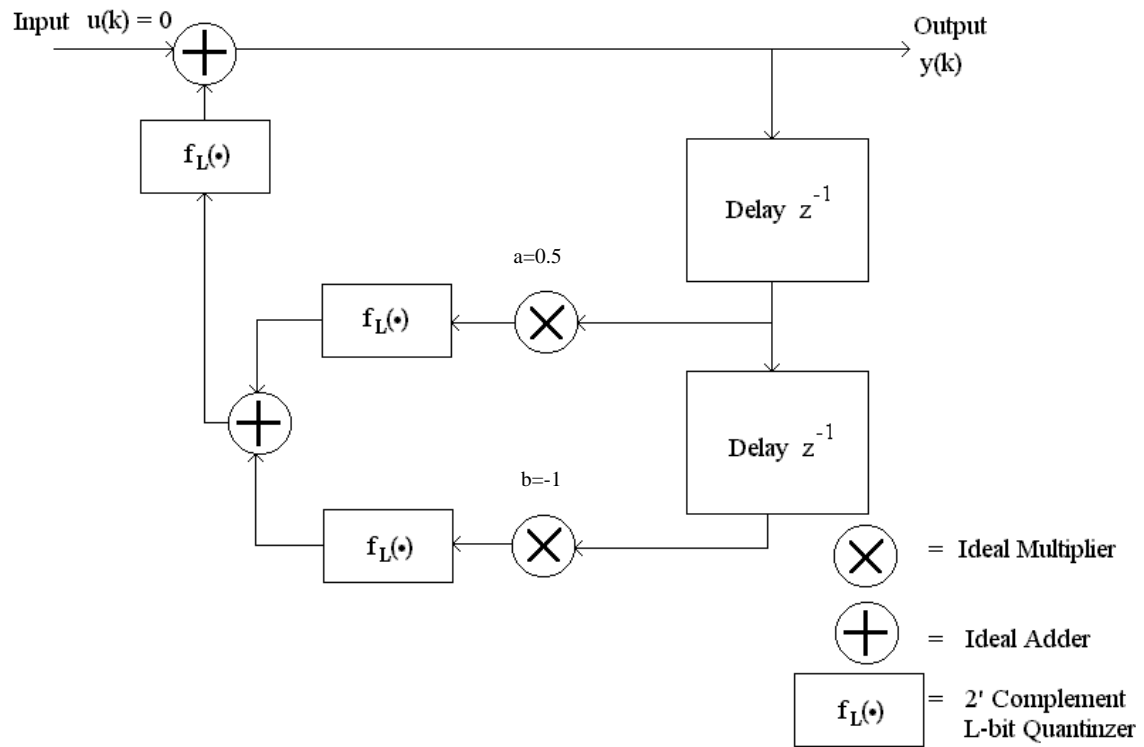 Input u(k) = 0
Output
y(k)
f_L(•)
Delay z^-1
a=0.5
f_L(•)
Delay z^-1
b=-1
f_L(•)
= Ideal Multiplier
= Ideal Adder
f_L(•)
= 2' Complement
L-bit Quantinzer